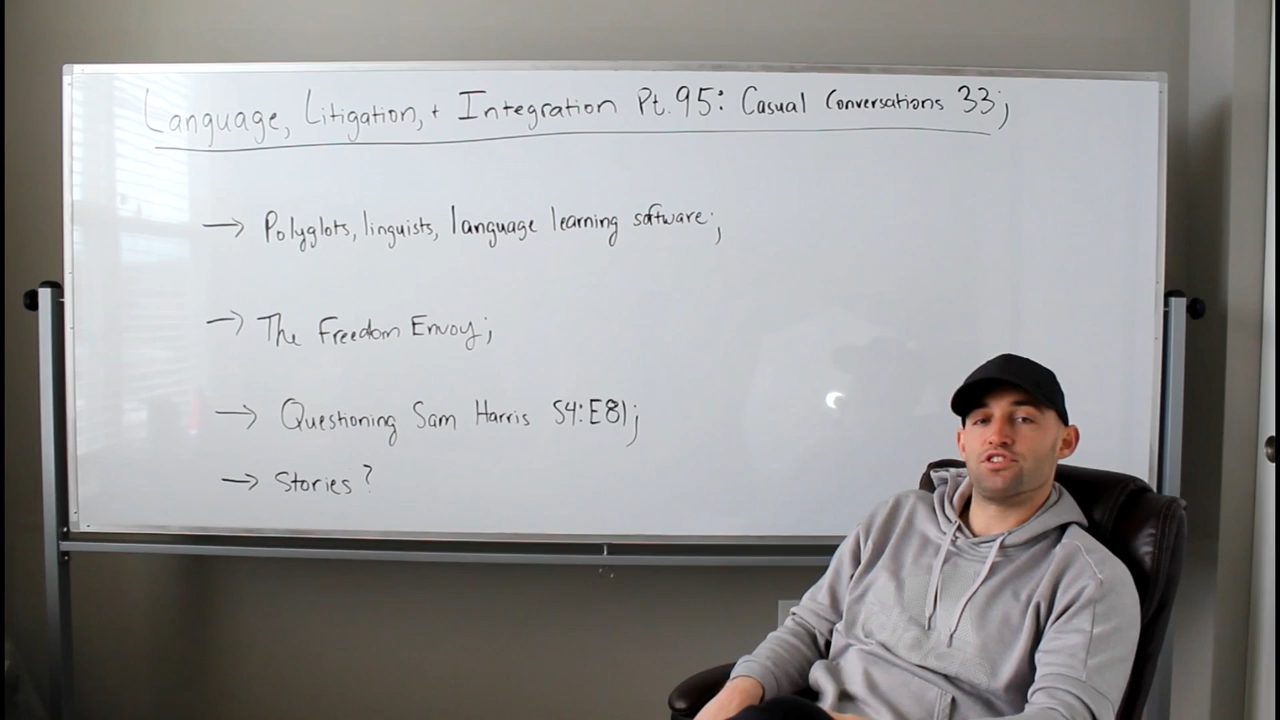 Language, Litigation, + Integration Pt. 95: Casual Conversations 33;
→ Polyglots, linguists, language learning software;
→ The Freedom Envoy;
→ Questioning Sam Harris S4:E81;
→ Stories?